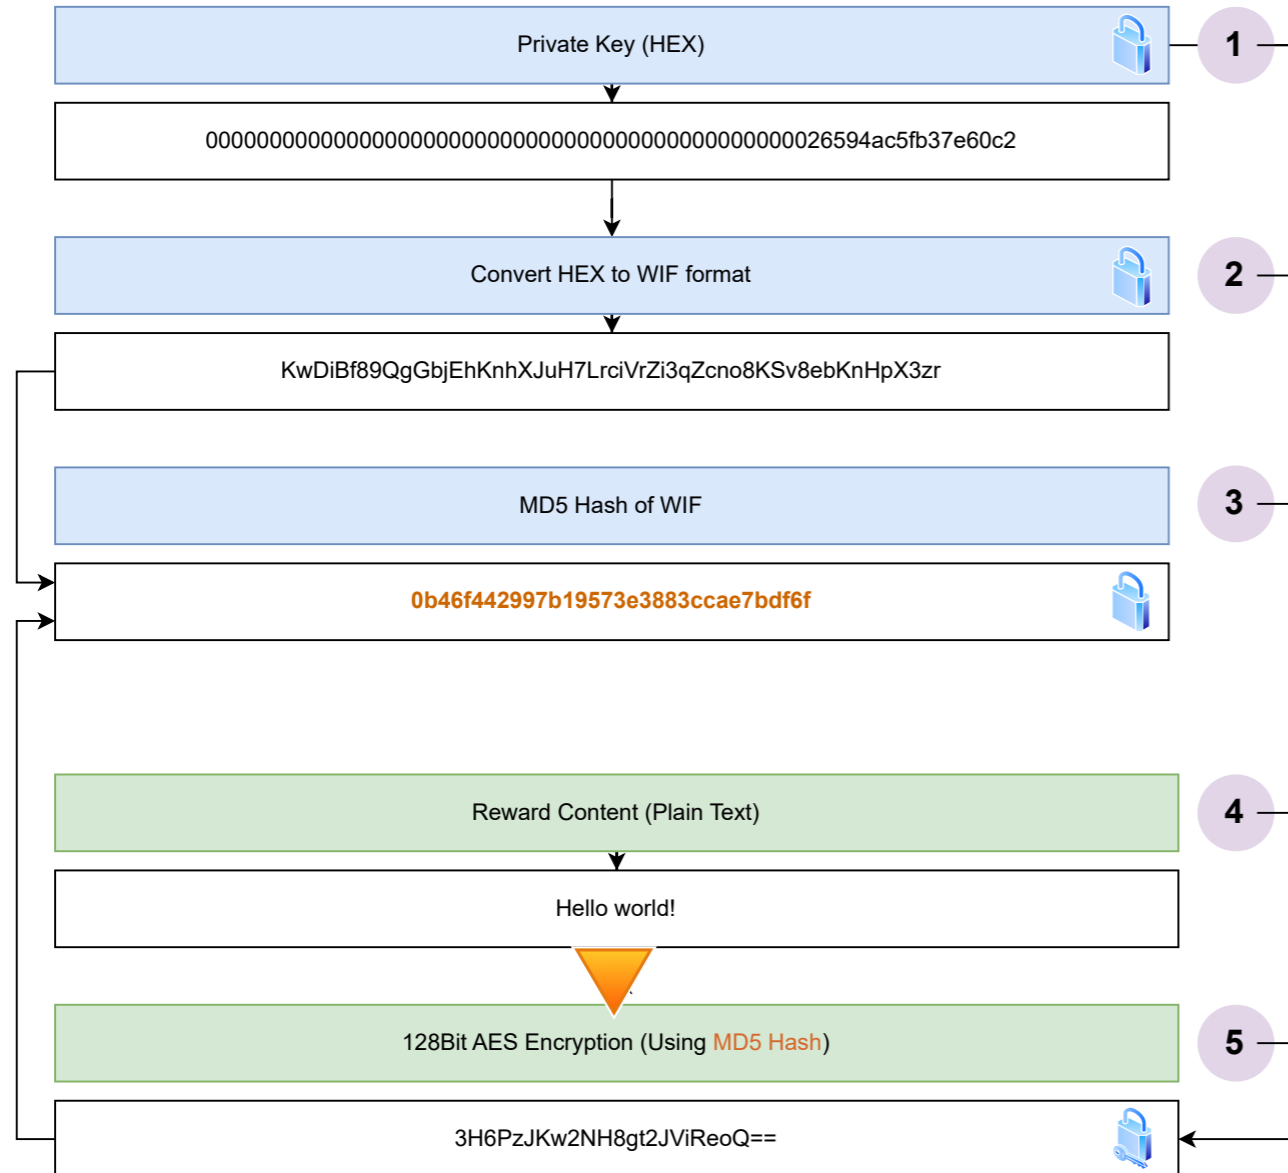 Private Key (HEX)
1
0000000000000000000000000000000000000000000000026594ac5fb37e60c2
Convert HEX to WIF format
2
KwDiBf89QgGbjEhKnhXJuH7LrciVrZi3qZcno8KSv8ebKnHpX3zr
MD5 Hash of WIF
3
0b46f442997b19573e3883ccae7bdf6f
Reward Content (Plain Text)
4
Hello world!
128Bit AES Encryption (Using MD5 Hash)
5
3H6PzJKw2NH8gt2JViReoQ==